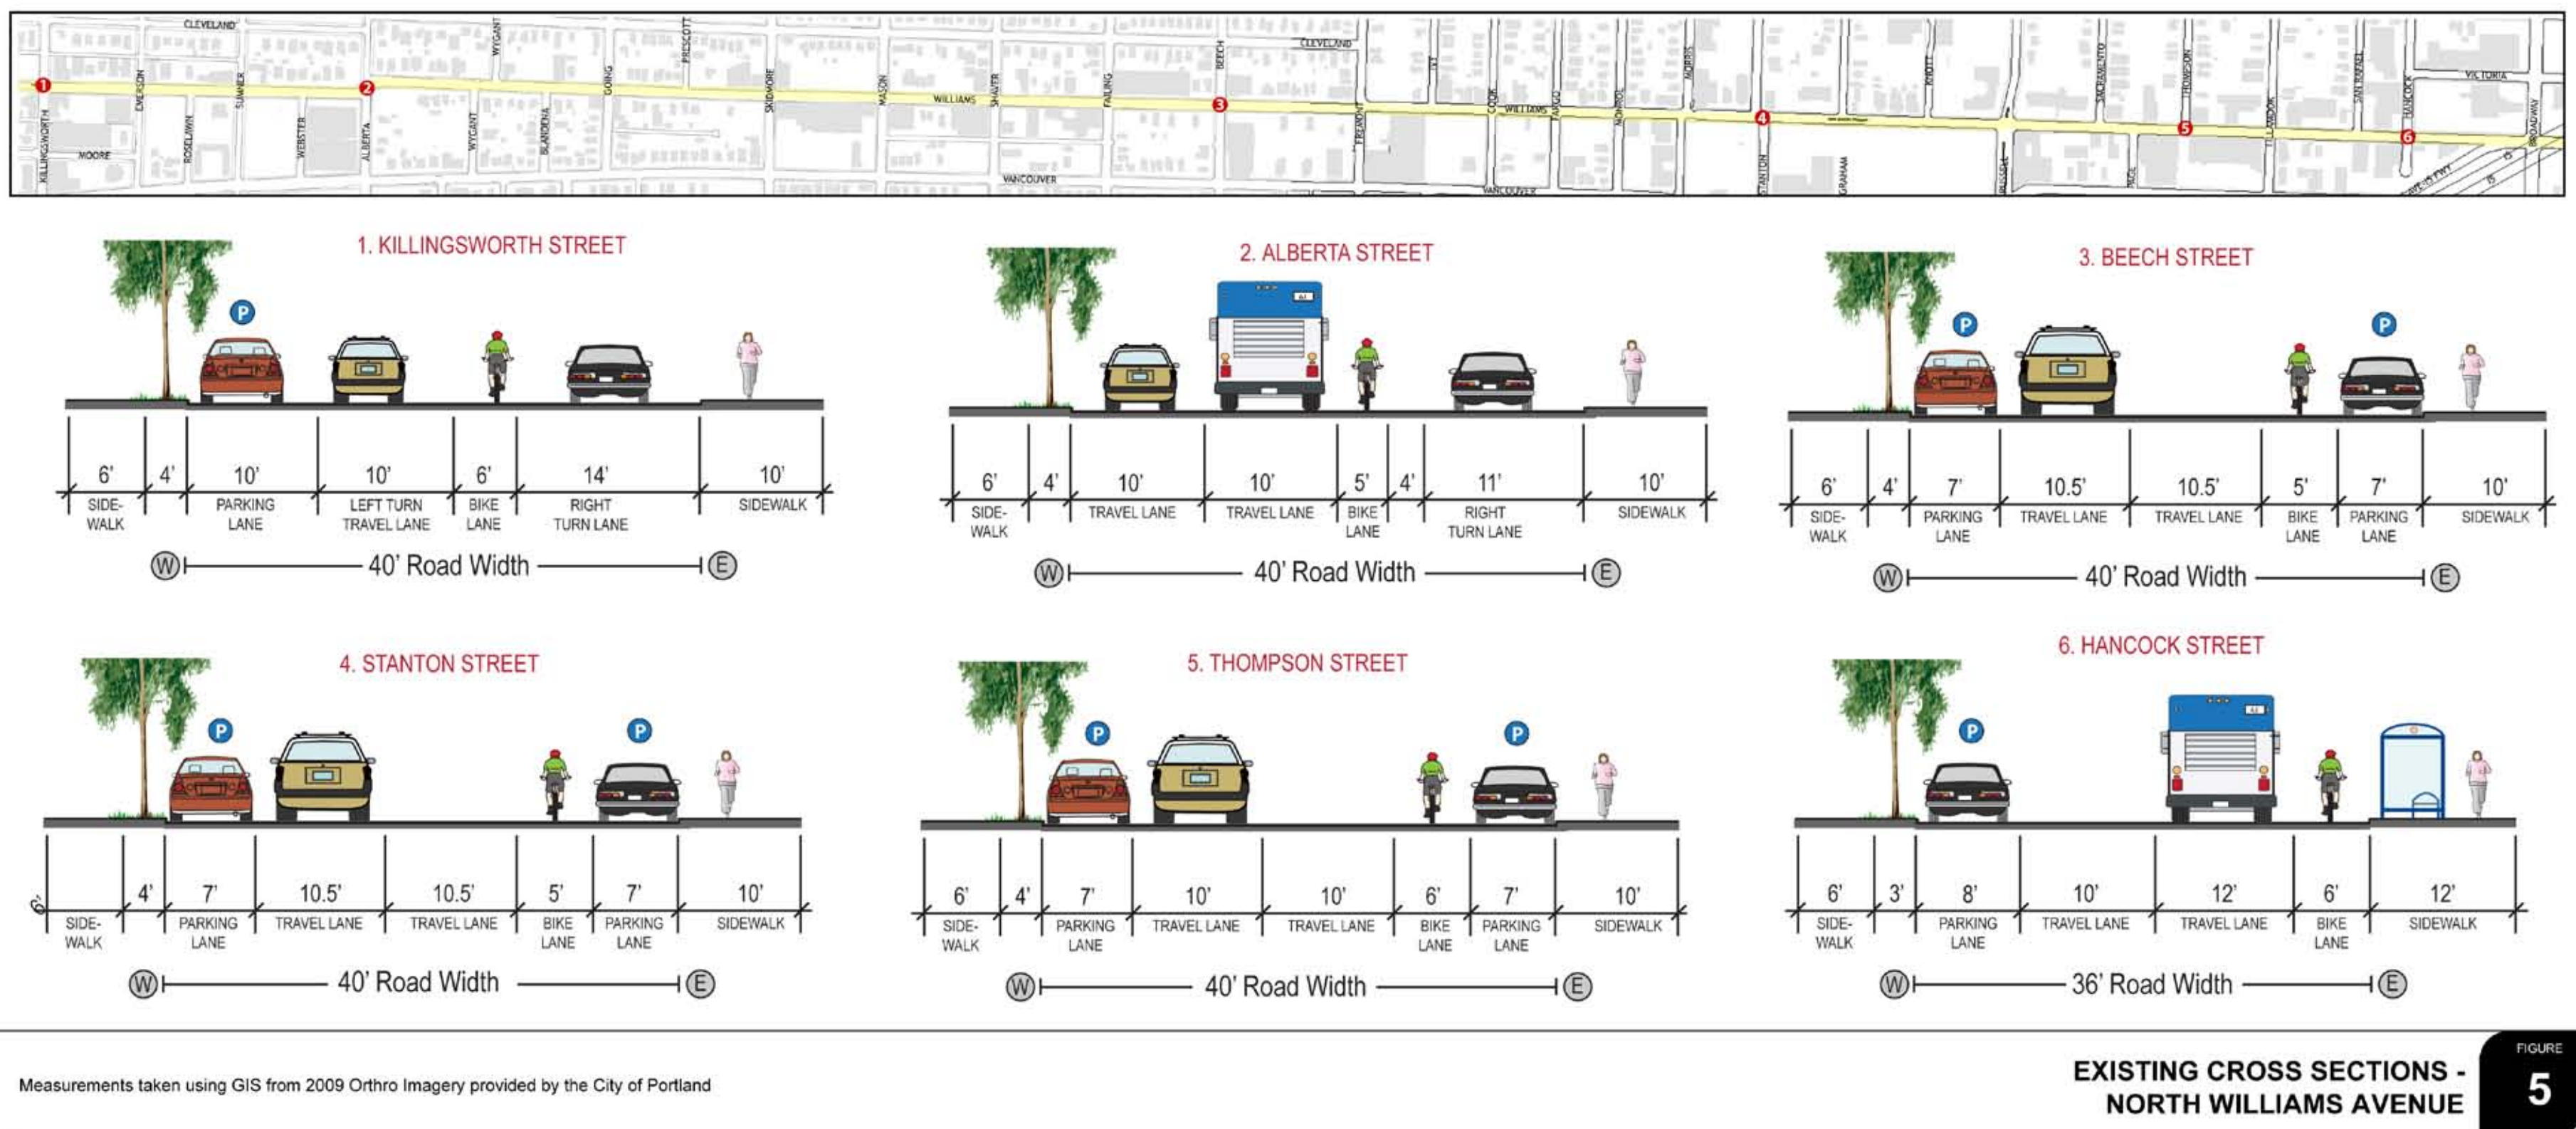 CLEVELAND
WYGANT
PRESCOTT
BEECH
CLEVELAND
IVY
MORRIS
KNOTT
SACRAMENTO
THOMPSON
SAN RAFAEL
HANCOCK
VICTORIA
BROADWAY
1
EMERSON
SUMNER
2
GOING
SKIDMORE
MASON
WILLIAMS
SHAVER
FAILING
3
FREMONT
COOK
WILLIAMS
FARGO
MONROE
4
5
TILLAMOOK
6
KILLINGSWORTH
MOORE
ROSELAWN
WEBSTER
ALBERTA
WYGANT
BLANDENA
VANCOUVER
VANCOUVER
STANTON
GRAHAM
RUSSELL
PAGE
1. KILLINGSWORTH STREET
P
6' 4' 10' 10' 6' 14' 10'
SIDE- PARKING LEFT TURN BIKE RIGHT SIDEWALK
WALK LANE TRAVEL LANE LANE TURN LANE
W 40' Road Width E
2. ALBERTA STREET
6' 4' 10' 10' 5' 4' 11' 10'
SIDE- TRAVEL LANE TRAVEL LANE BIKE RIGHT SIDEWALK
WALK LANE TURN LANE
W 40' Road Width E
3. BEECH STREET
P P
6' 4' 7' 10.5' 10.5' 5' 7' 10'
SIDE- PARKING TRAVEL LANE TRAVEL LANE BIKE PARKING SIDEWALK
WALK LANE LANE LANE
W 40' Road Width E
4. STANTON STREET
P P
6' 4' 7' 10.5' 10.5' 5' 7' 10'
SIDE- PARKING TRAVEL LANE TRAVEL LANE BIKE PARKING SIDEWALK
WALK LANE LANE LANE
W 40' Road Width E
5. THOMPSON STREET
P P
6' 4' 7' 10' 10' 6' 7' 10'
SIDE- PARKING TRAVEL LANE TRAVEL LANE BIKE PARKING SIDEWALK
WALK LANE LANE LANE
W 40' Road Width E
6. HANCOCK STREET
P
6' 3' 8' 10' 12' 6' 12'
SIDE- PARKING TRAVEL LANE TRAVEL LANE BIKE SIDEWALK
WALK LANE LANE
W 36' Road Width E
Measurements taken using GIS from 2009 Orthro Imagery provided by the City of Portland
EXISTING CROSS SECTIONS -
NORTH WILLIAMS AVENUE
FIGURE
5